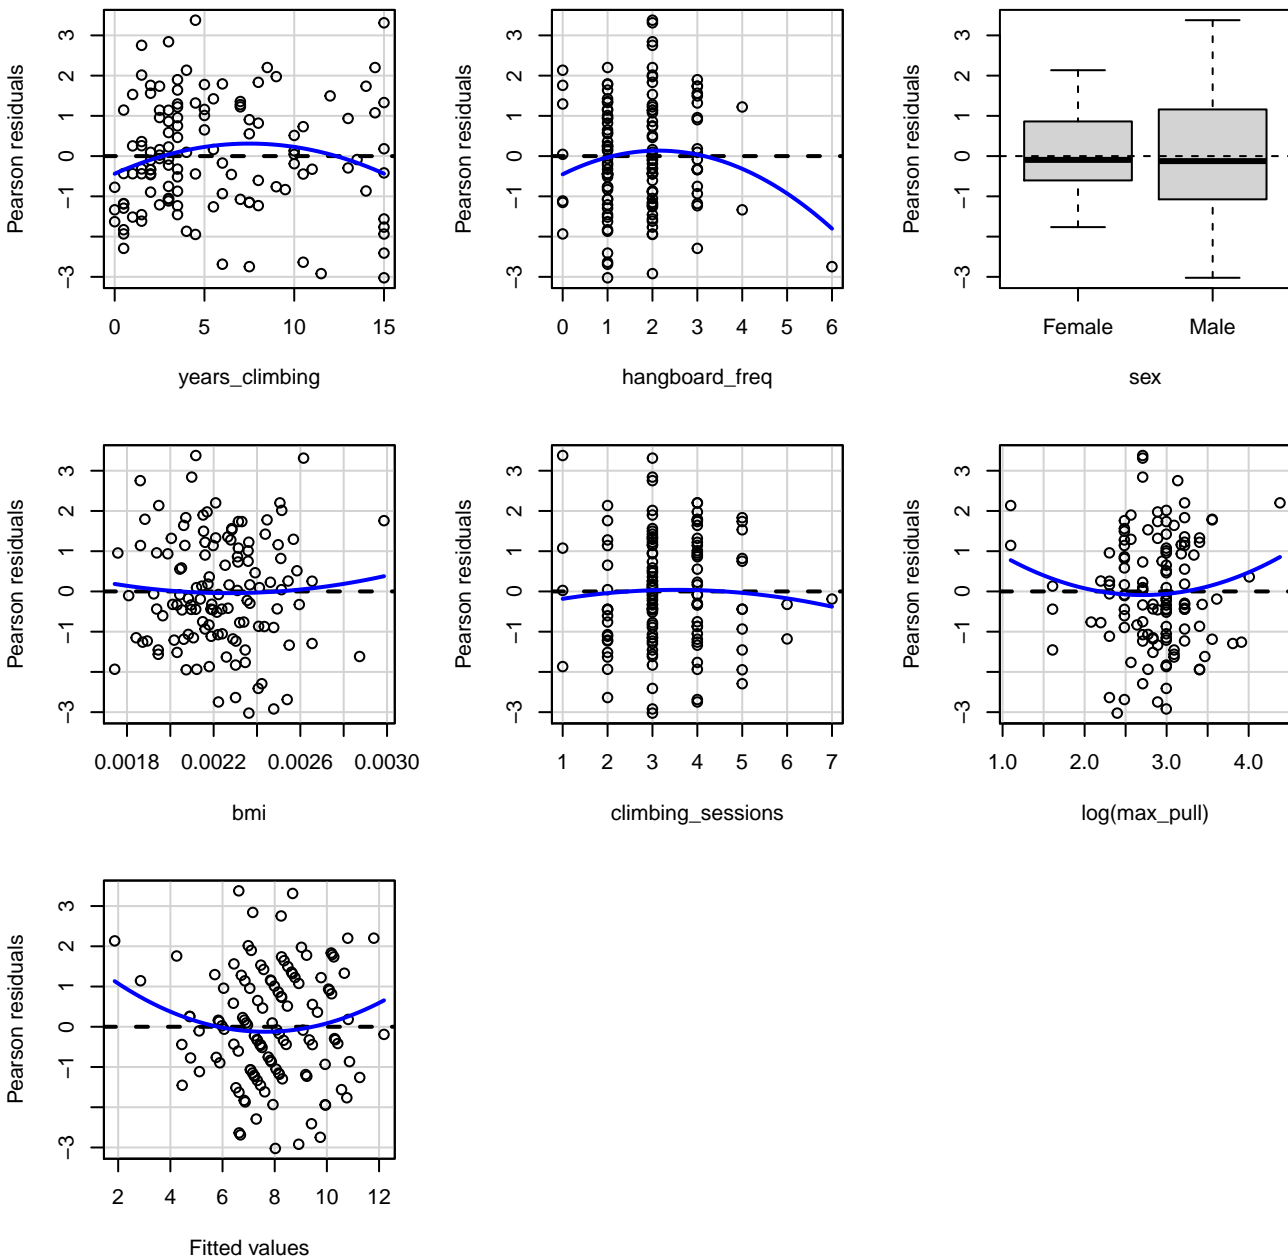 Pearson residuals
3
2
1
0
−1
−3
0 5 10 15
years_climbing
Pearson residuals
3
2
1
0
−1
−3
0 1 2 3 4 5 6
hangboard_freq
Pearson residuals
3
2
1
0
−1
−3
Female Male
sex
Pearson residuals
3
2
1
0
−1
−3
0.0018 0.0022 0.0026 0.0030
bmi
Pearson residuals
3
2
1
0
−1
−3
1 2 3 4 5 6 7
climbing_sessions
Pearson residuals
3
2
1
0
−1
−3
1.0 2.0 3.0 4.0
log(max_pull)
Pearson residuals
3
2
1
0
−1
−3
2 4 6 8 10 12
Fitted values